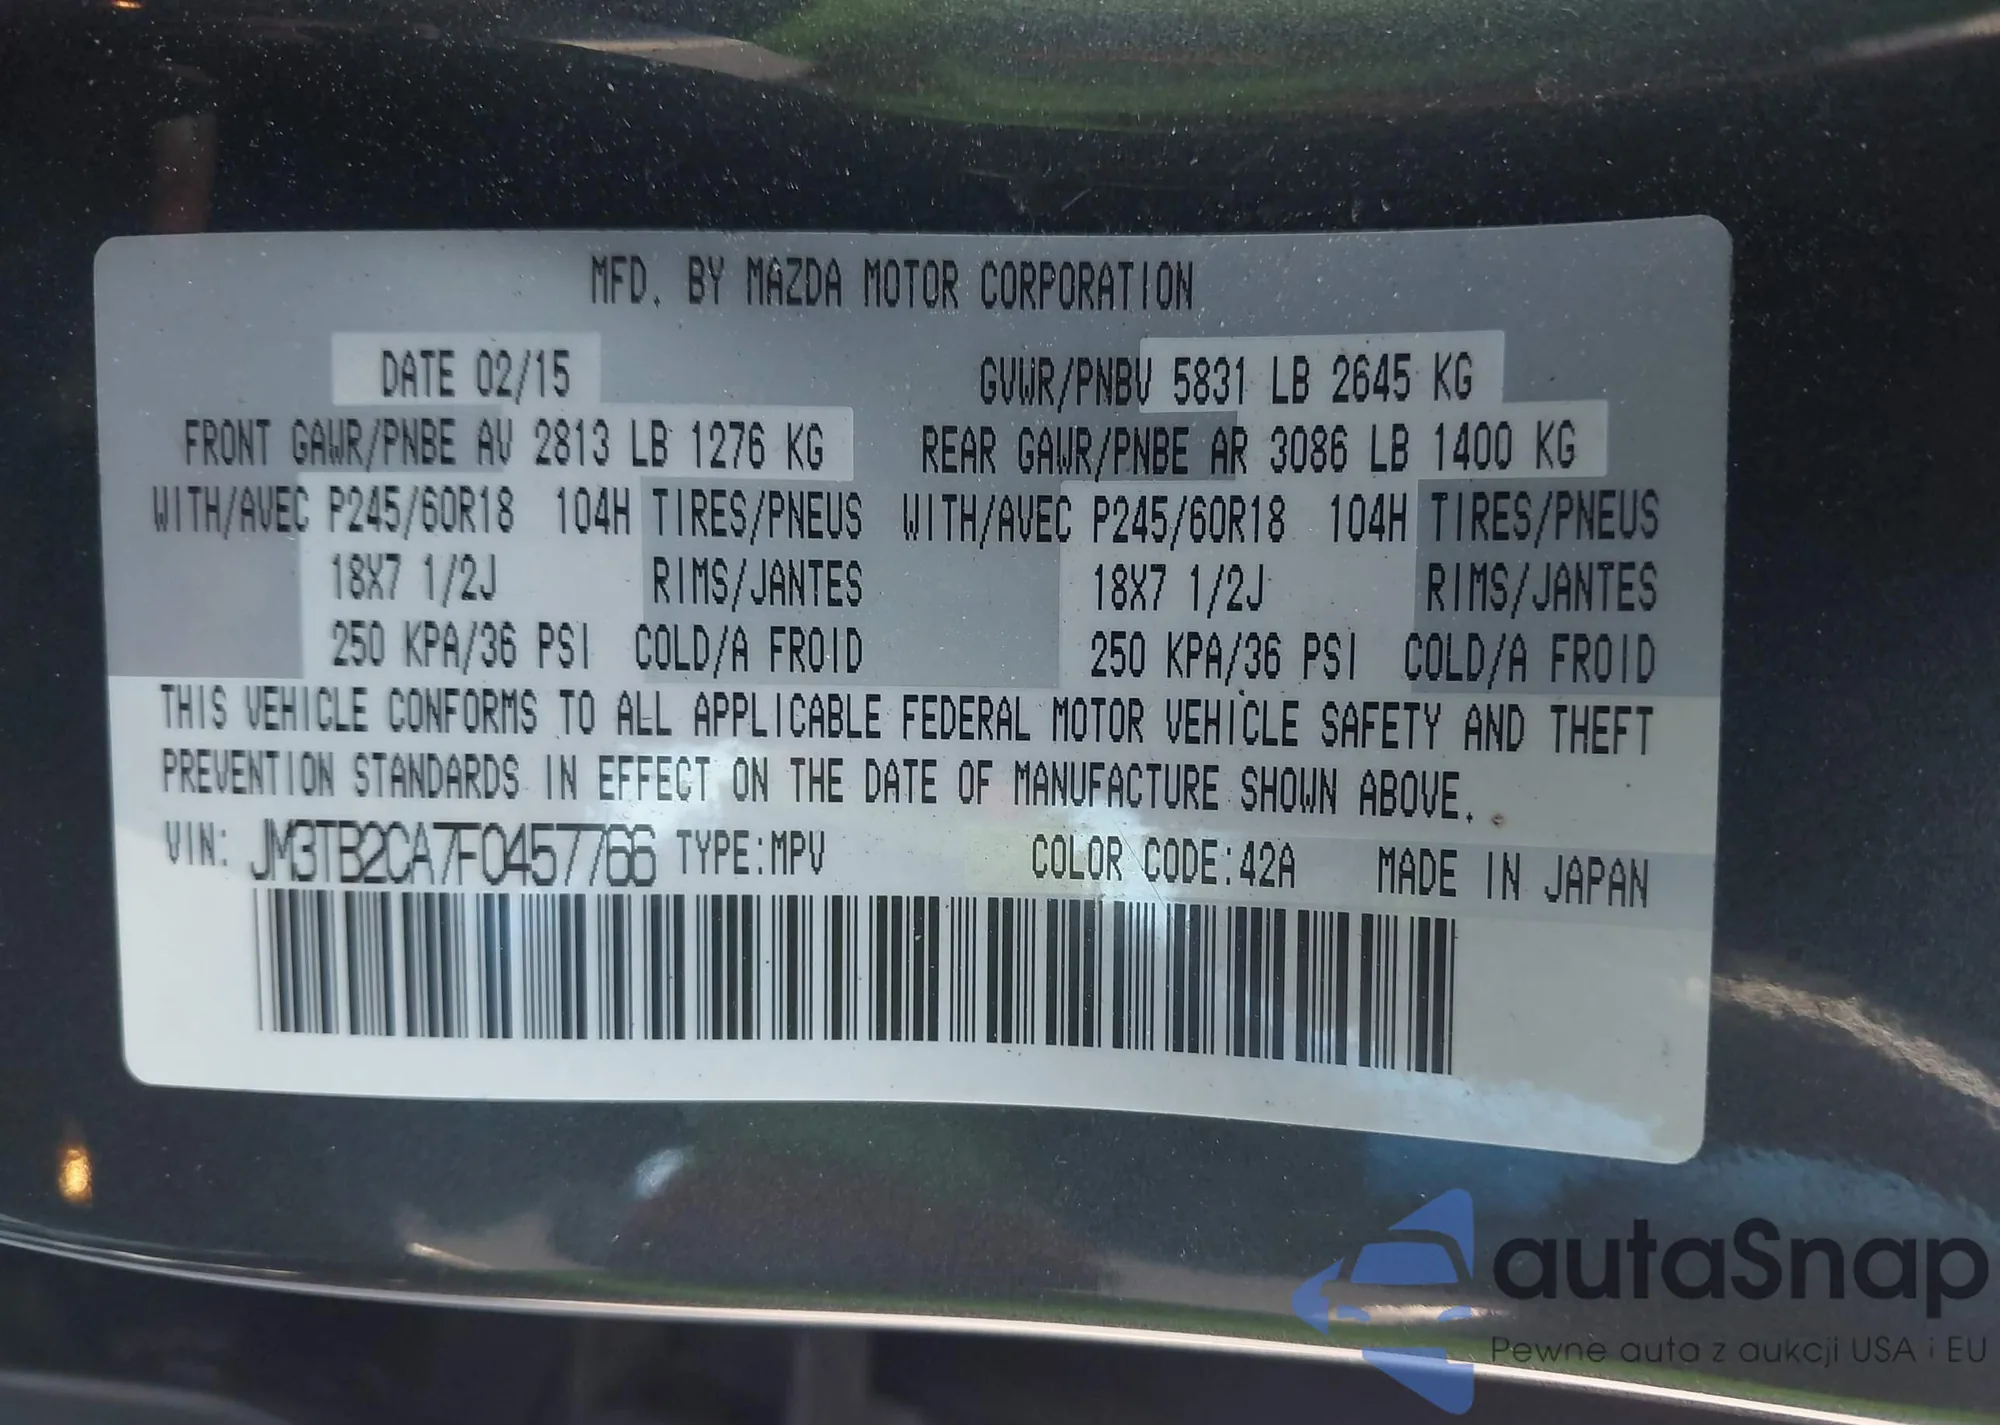 MFD. BY MAZDA MOTOR CORPORATION
DATE 02/15 GVWR/PNBV 5831 LB 2645 KG
FRONT GAWR/PNBE AV 2813 LB 1276 KG REAR GAWR/PNBE AR 3086 LB 1400 KG
WITH/AVEC P245/60R18 104H TIRES/PNEUS WITH/AVEC P245/60R18 104H TIRES/PNEUS
18X7 1/2J RIMS/JANTES 18X7 1/2J RIMS/JANTES
250 KPA/36 PSI COLD/A FROID 250 KPA/36 PSI COLD/A FROID
THIS VEHICLE CONFORMS TO ALL APPLICABLE FEDERAL MOTOR VEHICLE SAFETY AND THEFT
PREVENTION STANDARDS IN EFFECT ON THE DATE OF MANUFACTURE SHOWN ABOVE.
VIN: JM3TB2CA7F0457766 TYPE:MPV COLOR CODE:42A MADE IN JAPAN
autaSnap
Pewne auta z aukcji USA i EU